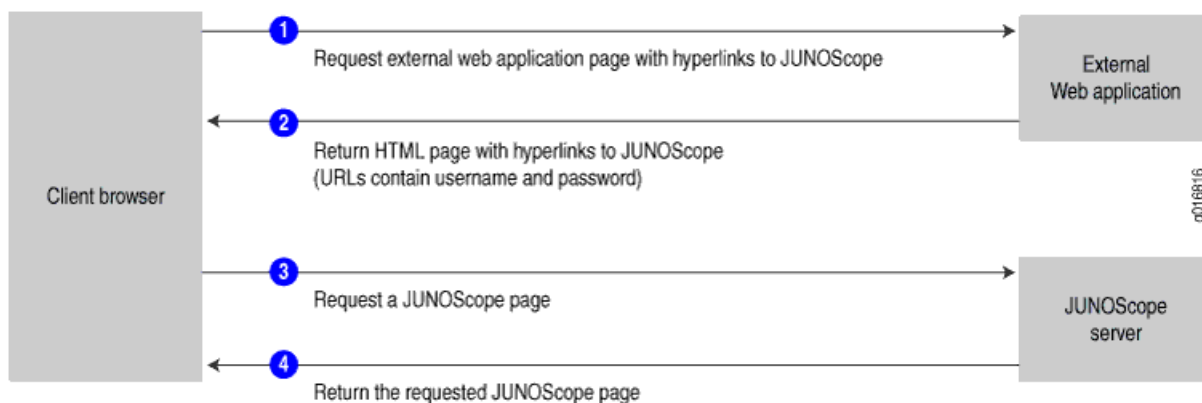 1
Request external web application page with hyperlinks to JUNOScope
External
Web application
2
Return HTML page with hyperlinks to JUNOScope
(URLs contain username and password)
Client browser
g016816
3
Request a JUNOScope page
JUNOScope
server
4
Return the requested JUNOScope page